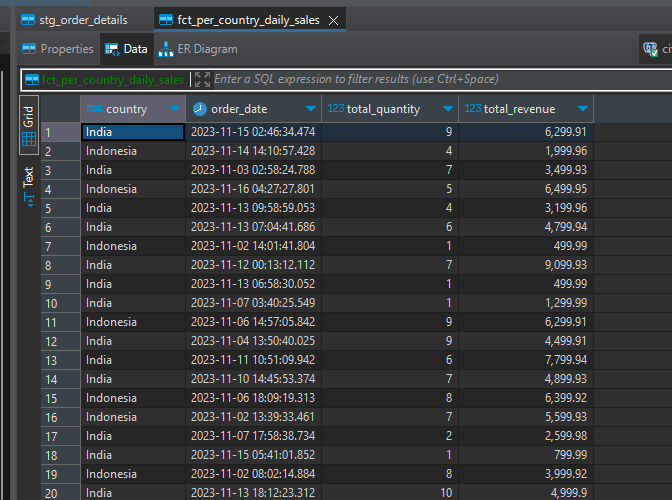 stg_order_details fct_per_country_daily_sales
Properties Data ER Diagram ci
fct_per_country_daily_sales Enter a SQL expression to filter results (use Ctrl+Space)
Grid
Text
ABC country order_date 123 total_quantity 123 total_revenue
1 India 2023-11-15 02:46:34.474 9 6,299.91
2 Indonesia 2023-11-14 14:10:57.428 4 1,999.96
3 India 2023-11-03 02:58:24.788 7 3,499.93
4 Indonesia 2023-11-16 04:27:27.801 5 6,499.95
5 India 2023-11-13 09:58:59.053 4 3,199.96
6 India 2023-11-13 07:04:41.686 6 4,799.94
7 Indonesia 2023-11-02 14:01:41.804 1 499.99
8 India 2023-11-12 00:13:12.112 7 9,099.93
9 India 2023-11-13 06:58:30.052 1 499.99
10 India 2023-11-07 03:40:25.549 1 1,299.99
11 Indonesia 2023-11-06 14:57:05.842 9 6,299.91
12 India 2023-11-04 13:50:40.025 9 4,499.91
13 India 2023-11-11 10:51:09.942 6 7,799.94
14 India 2023-11-10 14:45:53.374 7 4,899.93
15 Indonesia 2023-11-06 18:09:19.313 8 6,399.92
16 Indonesia 2023-11-02 13:39:33.461 7 5,599.93
17 India 2023-11-07 17:58:38.734 2 2,599.98
18 India 2023-11-15 05:41:01.852 1 799.99
19 Indonesia 2023-11-02 08:02:14.884 8 3,999.92
20 India 2023-11-13 18:12:23.312 10 4,999.9